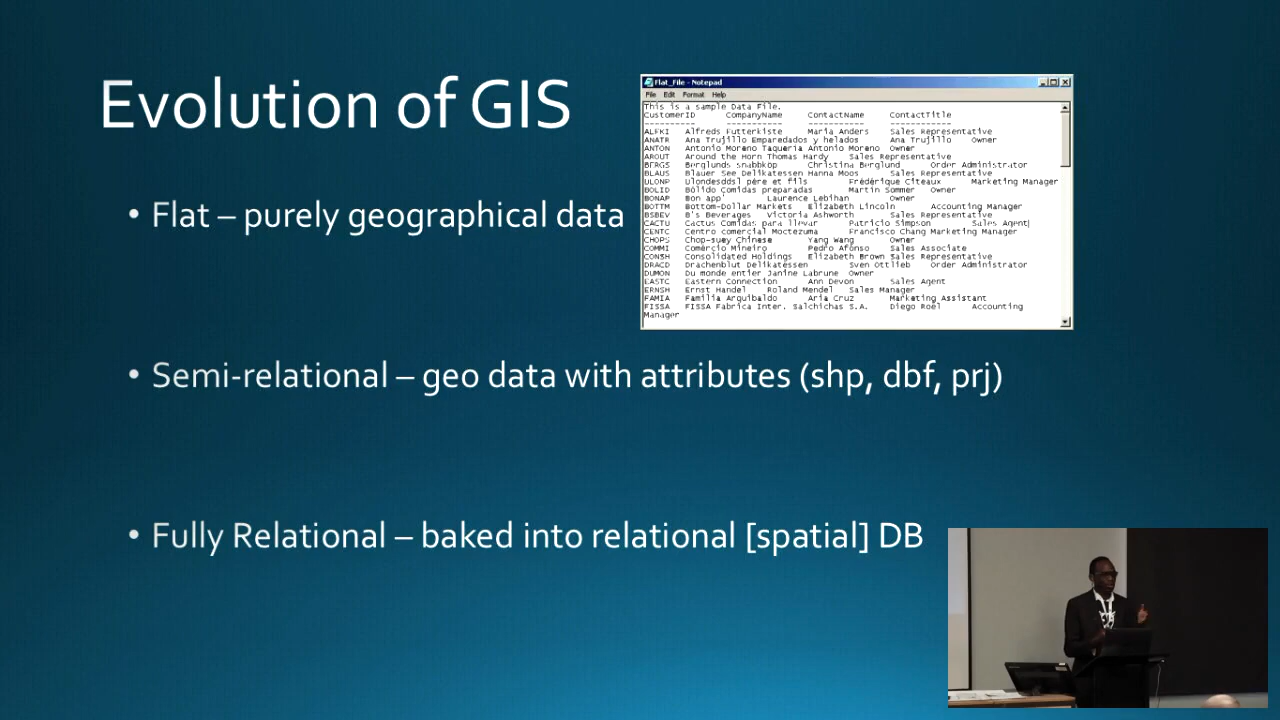 Evolution of GIS
• Flat – purely geographical data
Flat_File - Notepad
File Edit Format Help
This is a sample Data File.
CustomerID CompanyName ContactName ContactTitle
---------- ----------- ----------- ------------
ALFKI Alfreds Futterkiste Maria Anders Sales Representative
ANATR Ana Trujillo Emparedados y helados Ana Trujillo Owner
ANTON Antonio Moreno Taquería Antonio Moreno Owner
AROUT Around the Horn Thomas Hardy Sales Representative
BERGS Berglunds snabbköp Christina Berglund Order Administrator
BLAUS Blauer See Delikatessen Hanna Moos Sales Representative
ULONP Ulondesddsl père et fils Frédérique Citeaux Marketing Manager
BOLID Bólido Comidas preparadas Martín Sommer Owner
BONAP Bon app' Laurence Lebihan Owner
BOTTM Bottom-Dollar Markets Elizabeth Lincoln Accounting Manager
BSBEV B's Beverages Victoria Ashworth Sales Representative
CACTU Cactus Comidas para llevar Patricio Simpson Sales Agent
CENTC Centro comercial Moctezuma Francisco Chang Marketing Manager
CHOPS Chop-suey Chinese Yang Wang Owner
COMMI Comércio Mineiro Pedro Afonso Sales Associate
CONSH Consolidated Holdings Elizabeth Brown Sales Representative
DRACD Drachenblut Delikatessen Sven Ottlieb Order Administrator
DUMON Du monde entier Janine Labrune Owner
EASTC Eastern Connection Ann Devon Sales Agent
ERNSH Ernst Handel Roland Mendel Sales Manager
FAMIA Familia Arquibaldo Aria Cruz Marketing Assistant
FISSA FISSA Fabrica Inter. Salchichas S.A. Diego Roel Accounting
Manager
• Semi-relational – geo data with attributes (shp, dbf, prj)
• Fully Relational – baked into relational [spatial] DB